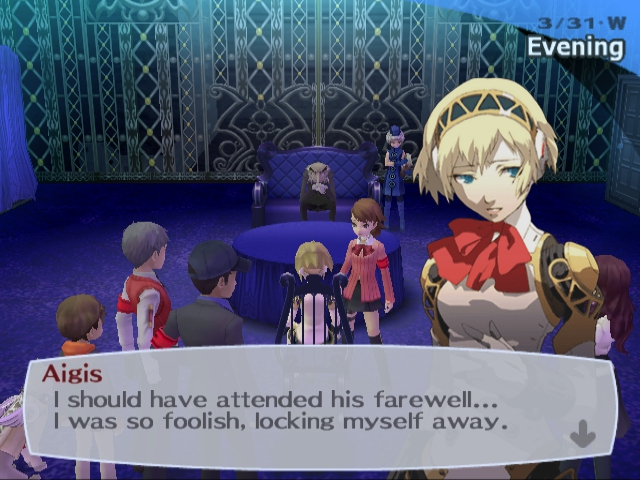 3/31·W
Evening
Aigis
I should have attended his farewell...
I was so foolish, locking myself away.